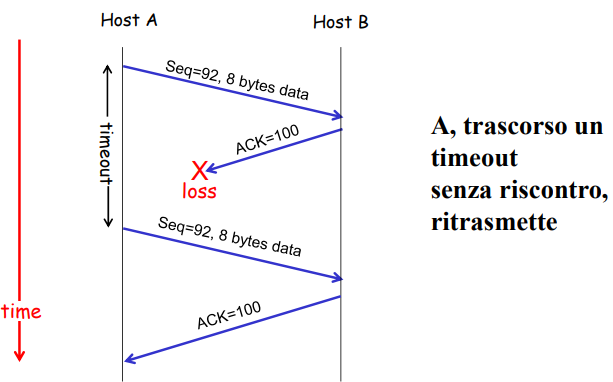 Host A
Host B
Seq=92, 8 bytes data
timeout
ACK=100
X
loss
Seq=92, 8 bytes data
ACK=100
time
A, trascorso un
timeout
senza riscontro,
ritrasmette